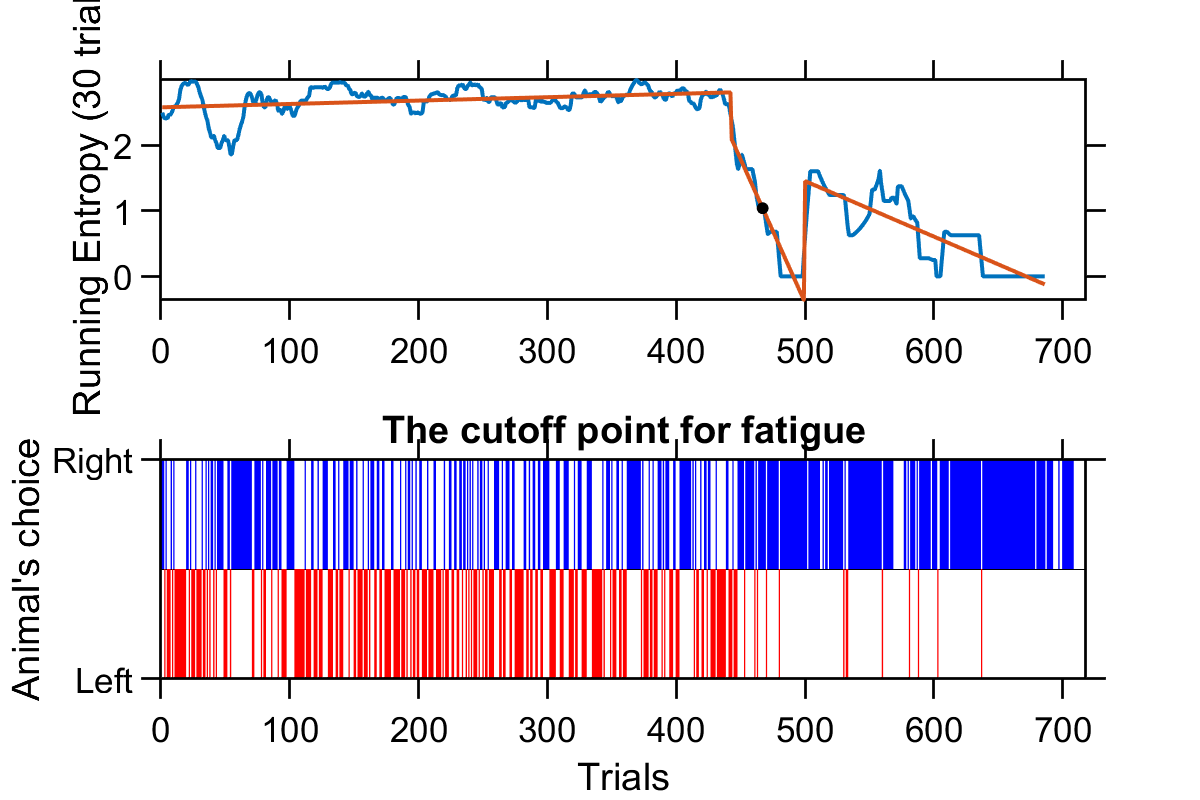 Running Entropy (30 trial
2
1
0
0 100 200 300 400 500 600 700
The cutoff point for fatigue
Animal's choice
Right
Left
0 100 200 300 400 500 600 700
Trials